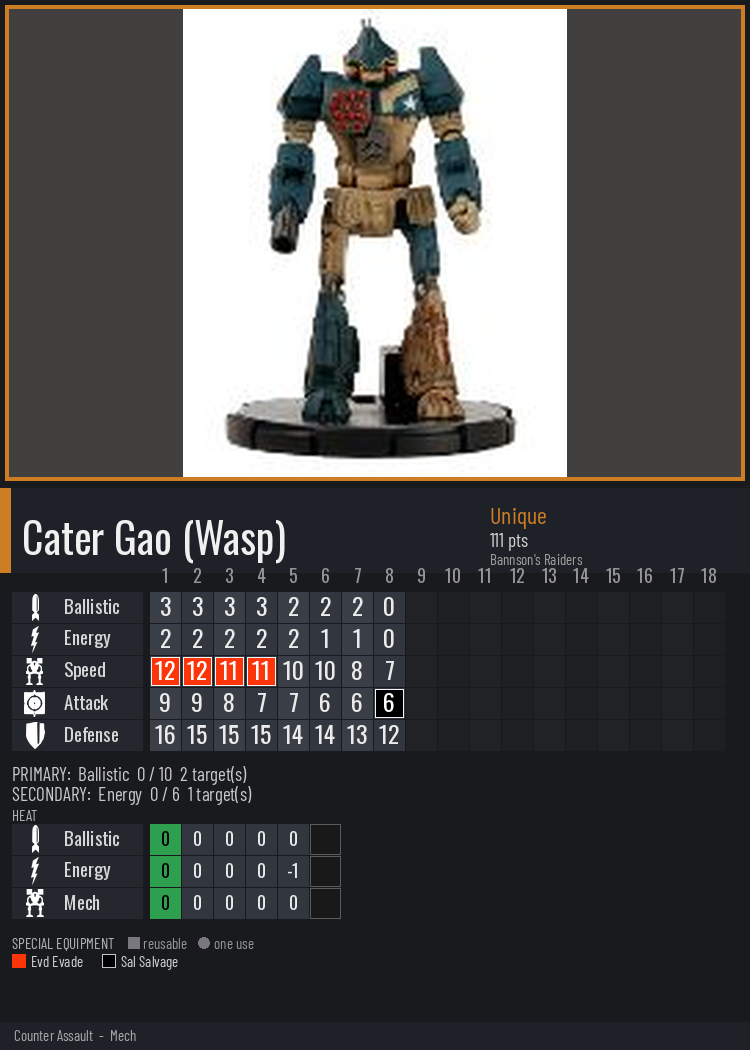 Cater Gao (Wasp)
Unique
111 pts
Bannson's Raiders
1 2 3 4 5 6 7 8 9 10 11 12 13 14 15 16 17 18
Ballistic 3 3 3 3 2 2 2 0
Energy 2 2 2 2 2 1 1 0
Speed 12 12 11 11 10 10 8 7
Attack 9 9 8 7 7 6 6 6
Defense 16 15 15 15 14 14 13 12
PRIMARY: Ballistic 0 / 10 2 target(s)
SECONDARY: Energy 0 / 6 1 target(s)
HEAT
Ballistic 0 0 0 0 0
Energy 0 0 0 0 -1
Mech 0 0 0 0 0
SPECIAL EQUIPMENT reusable one use
Evd Evade Sal Salvage
Counter Assault - Mech